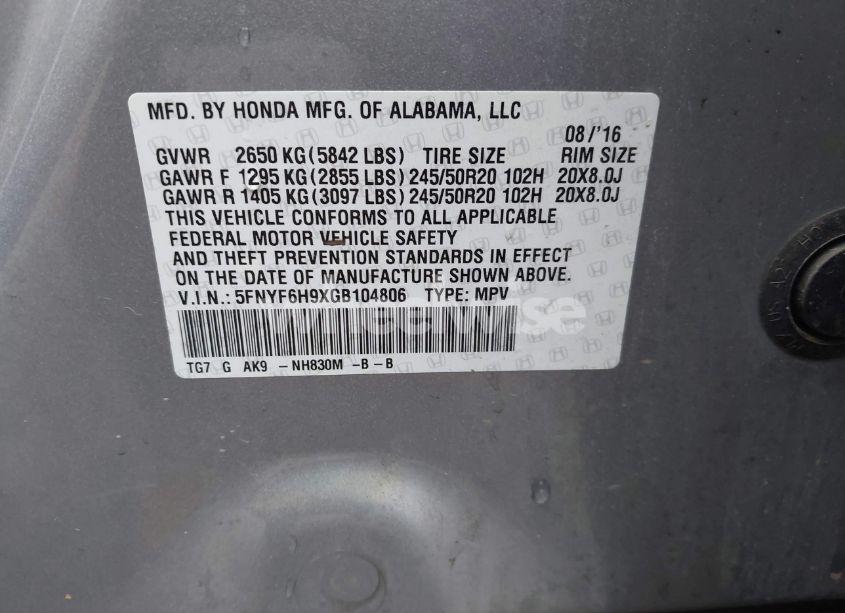 MFD. BY HONDA MFG. OF ALABAMA, LLC
08/'16
GVWR 2650 KG(5842 LBS) TIRE SIZE RIM SIZE
GAWR F 1295 KG(2855 LBS)245/50R20 102H 20X8.0J
GAWR R 1405 KG(3097 LBS)245/50R20 102H 20X8.0J
THIS VEHICLE CONFORMS TO ALL APPLICABLE
FEDERAL MOTOR VEHICLE SAFETY
AND THEFT PREVENTION STANDARDS IN EFFECT
ON THE DATE OF MANUFACTURE SHOWN ABOVE.
V.I.N.: 5FNYF6H9XGB104806 TYPE: MPV
wheelwise
TG7 G AK9 -NH830M -B-B